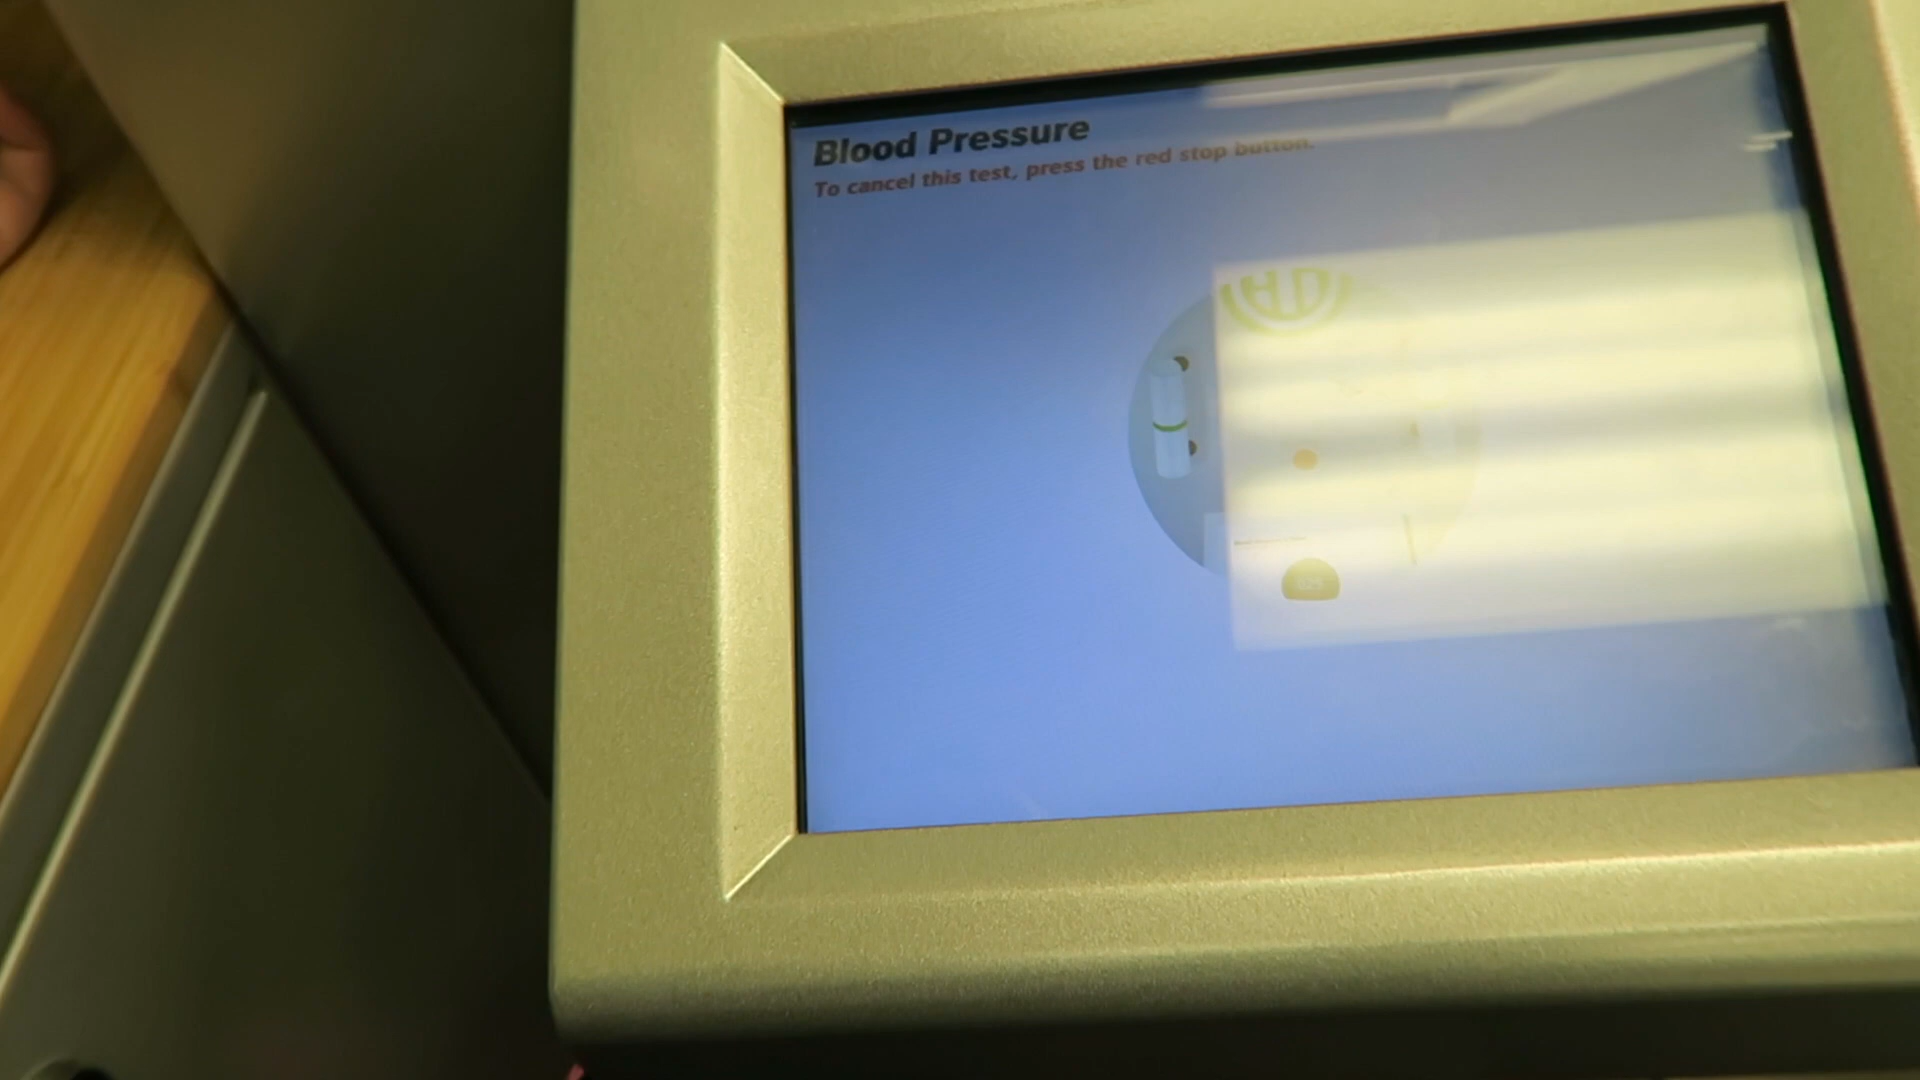 Blood Pressure
To cancel this test, press the red stop button.